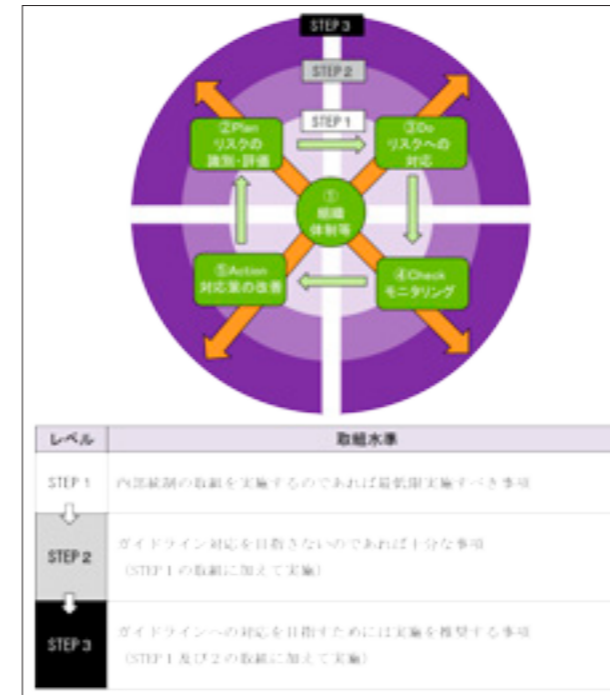 STEP 3
STEP 2
STEP 1
②Plan
リスクの
識別・評価
③Do
リスクへの
対応
①
組織
体制等
⑤Action
対応策の改善
④Check
モニタリング
レベル
取組水準
STEP 1
内部統制の取組を実施するのであれば最低限実施すべき事項
STEP 2
ガイドライン対応を目指さないのであれば十分な事項
（STEP 1 の取組に加えて実施）
STEP 3
ガイドラインへの対応を目指すためには実施を推奨する事項
（STEP 1 及び 2 の取組に加えて実施）